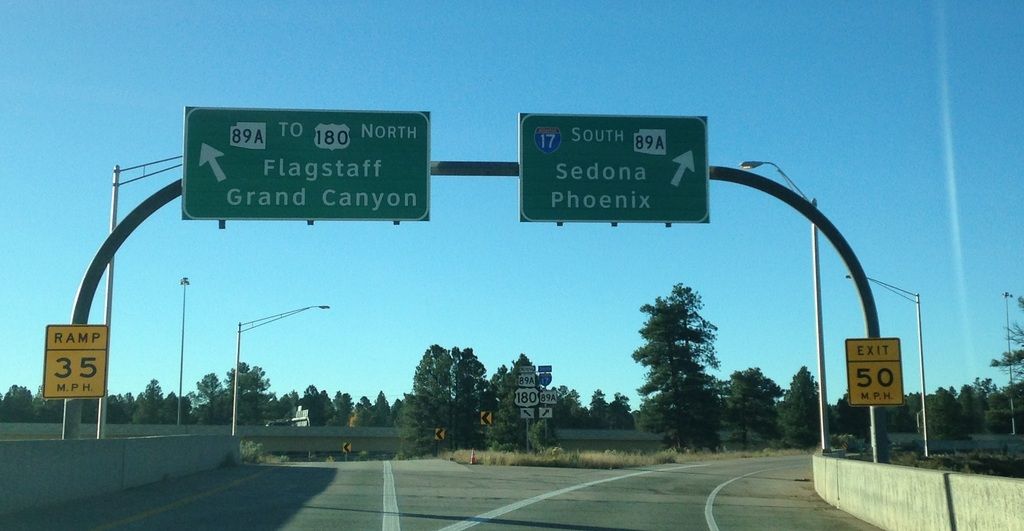 89A TO 180 NORTH
Flagstaff
Grand Canyon
17 SOUTH 89A
Sedona
Phoenix
RAMP
35
M.P.H.
EXIT
50
M.P.H.
89A
180
17
89A